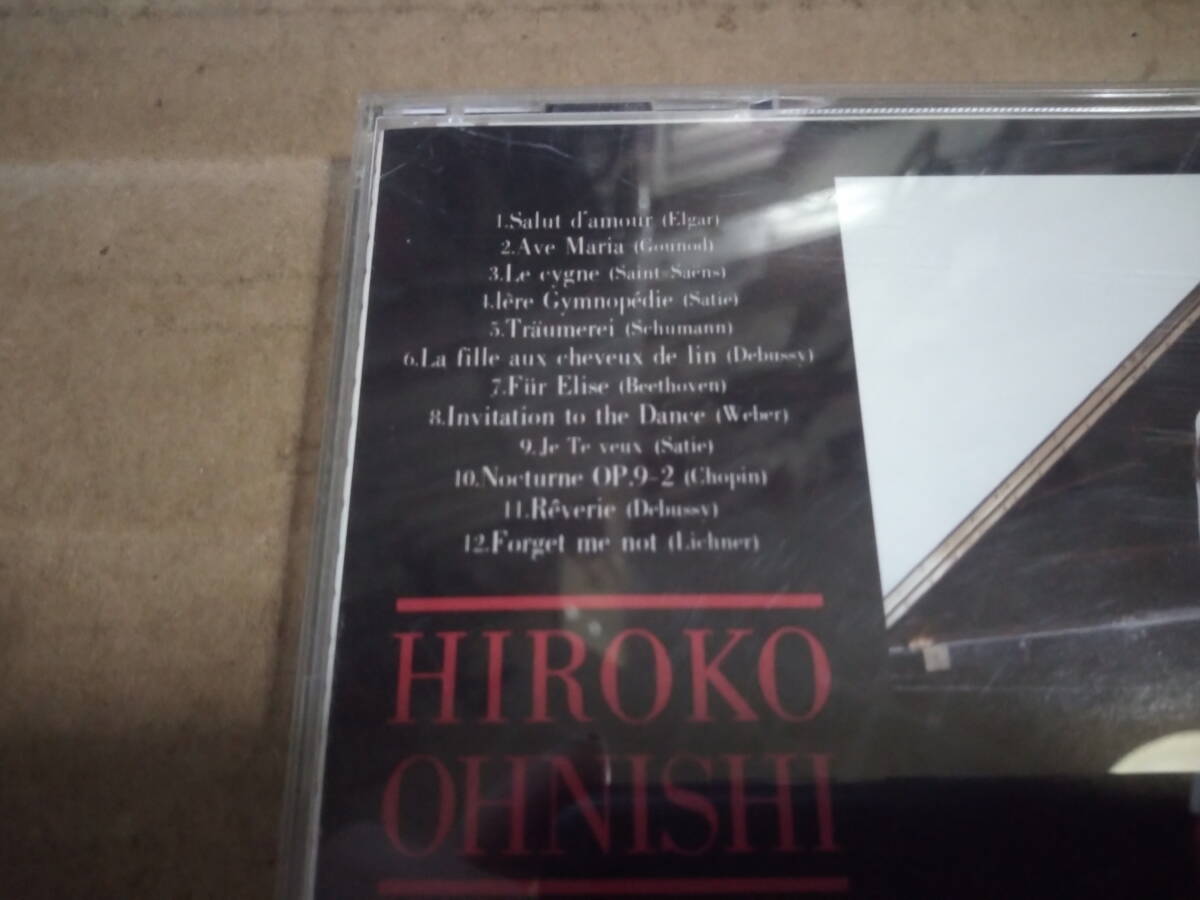 1.Salut d'amour (Elgar)
2.Ave Maria (Gounod)
3.Le cygne (Saint-Saëns)
4.Ière Gymnopédie (Satie)
5.Träumerei (Schumann)
6.La fille aux cheveux de lin (Debussy)
7.Für Elise (Beethoven)
8.Invitation to the Dance (Weber)
9.Je Te veux (Satie)
10.Nocturne OP.9-2 (Chopin)
11.Rêverie (Debussy)
12.Forget me not (Lichner)
HIROKO
OHNISHI